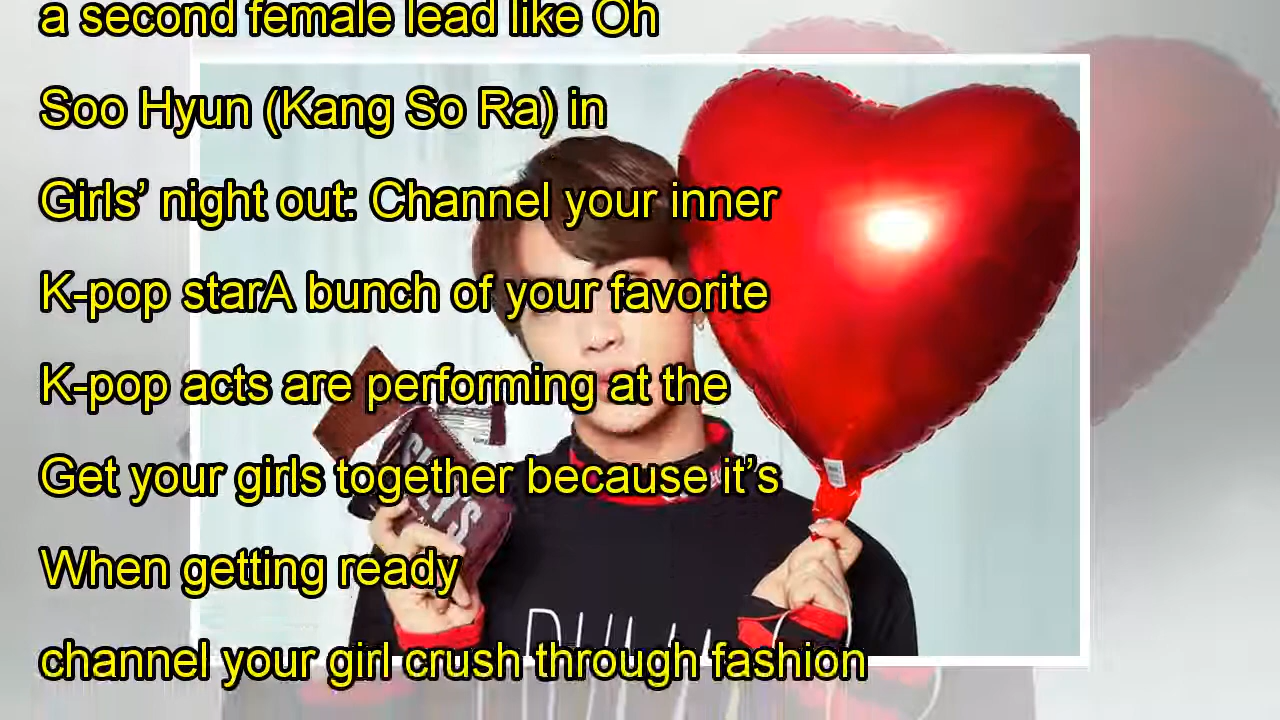 a second female lead like Oh
Soo Hyun (Kang So Ra) in
Girls’ night out: Channel your inner
K-pop starA bunch of your favorite
K-pop acts are performing at the
Get your girls together because it’s
When getting ready
channel your girl crush through fashion